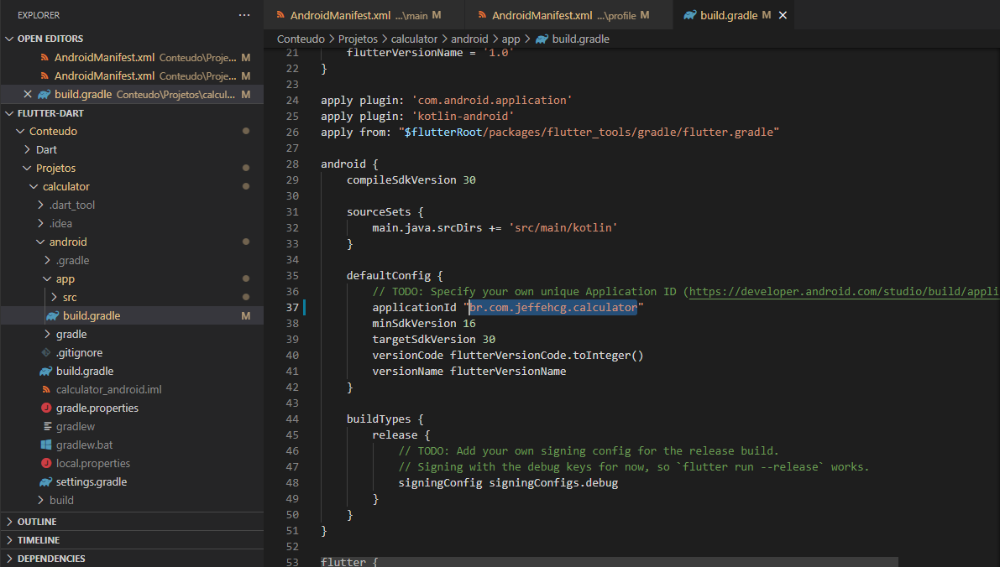 EXPLORER
AndroidManifest.xml ...\main M
AndroidManifest.xml ...\profile M
build.gradle M
OPEN EDITORS
AndroidManifest.xml Conteudo\Proje... M
AndroidManifest.xml Conteudo\Proje... M
build.gradle Conteudo\Projetos\calcul... M
FLUTTER-DART
Conteudo
Dart
Projetos
calculator
.dart_tool
.idea
android
.gradle
app
src
build.gradle M
gradle
.gitignore
build.gradle
calculator_android.iml
gradle.properties
gradlew
gradlew.bat
local.properties
settings.gradle
build
OUTLINE
TIMELINE
DEPENDENCIES
Conteudo > Projetos > calculator > android > app > build.gradle
21 flutterVersionName = '1.0'
22 }
23
24 apply plugin: 'com.android.application'
25 apply plugin: 'kotlin-android'
26 apply from: "$flutterRoot/packages/flutter_tools/gradle/flutter.gradle"
27
28 android {
29 compileSdkVersion 30
30
31 sourceSets {
32 main.java.srcDirs += 'src/main/kotlin'
33 }
34
35 defaultConfig {
36 // TODO: Specify your own unique Application ID (https://developer.android.com/studio/build/appli
37 applicationId "br.com.jeffehcg.calculator"
38 minSdkVersion 16
39 targetSdkVersion 30
40 versionCode flutterVersionCode.toInteger()
41 versionName flutterVersionName
42 }
43
44 buildTypes {
45 release {
46 // TODO: Add your own signing config for the release build.
47 // Signing with the debug keys for now, so `flutter run --release` works.
48 signingConfig signingConfigs.debug
49 }
50 }
51 }
52
53 flutter {